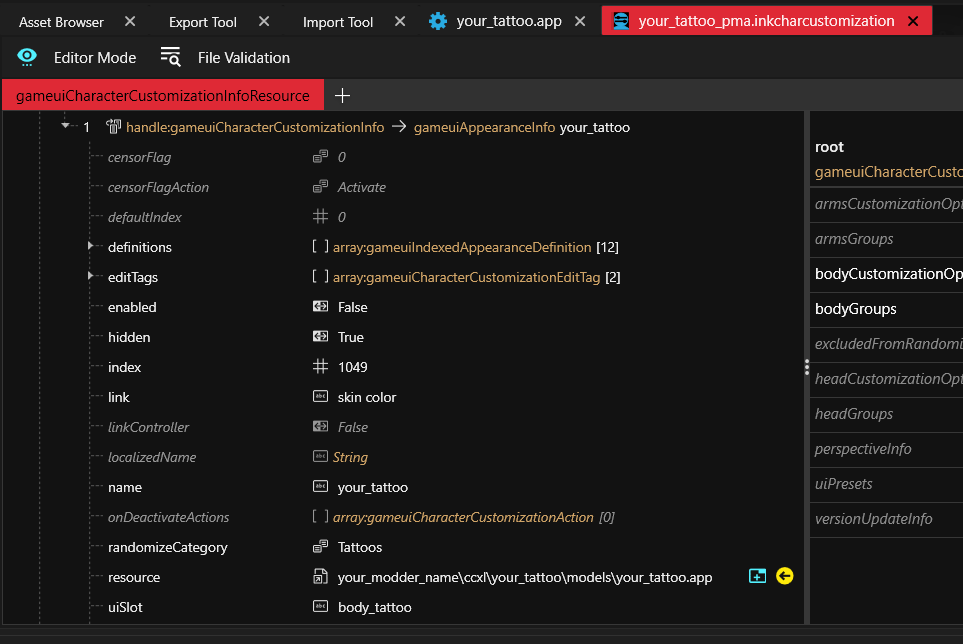 Asset Browser Export Tool Import Tool your_tattoo.app your_tattoo_pma.inkcharcustomization
Editor Mode File Validation
gameuiCharacterCustomizationInfoResource
1 handle:gameuiCharacterCustomizationInfo → gameuiAppearanceInfo your_tattoo
censorFlag 0
censorFlagAction Activate
defaultIndex 0
definitions [ ] array:gameuiIndexedAppearanceDefinition [12]
editTags [ ] array:gameuiCharacterCustomizationEditTag [2]
enabled False
hidden True
index 1049
link skin color
linkController False
localizedName String
name your_tattoo
onDeactivateActions [ ] array:gameuiCharacterCustomizationAction [0]
randomizeCategory Tattoos
resource your_modder_name\ccxl\your_tattoo\models\your_tattoo.app
uiSlot body_tattoo
root
gameuiCharacterCusto
armsCustomizationOpt
armsGroups
bodyCustomizationOp
bodyGroups
excludedFromRandomi
headCustomizationOpt
headGroups
perspectiveInfo
uiPresets
versionUpdateInfo